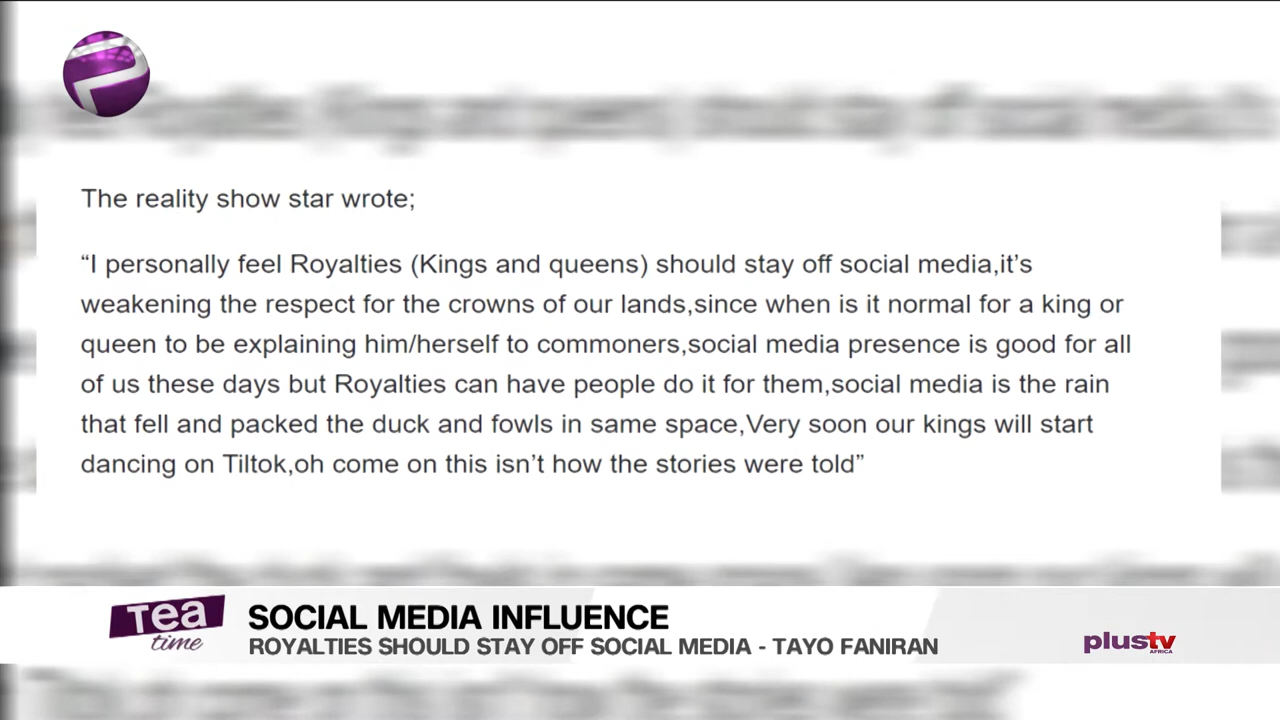 The reality show star wrote;
“I personally feel Royalties (Kings and queens) should stay off social media,it’s
weakening the respect for the crowns of our lands,since when is it normal for a king or
queen to be explaining him/herself to commoners,social media presence is good for all
of us these days but Royalties can have people do it for them,social media is the rain
that fell and packed the duck and fowls in same space,Very soon our kings will start
dancing on Tiltok,oh come on this isn’t how the stories were told”
Tea
time
SOCIAL MEDIA INFLUENCE
ROYALTIES SHOULD STAY OFF SOCIAL MEDIA - TAYO FANIRAN
plustv
AFRICA